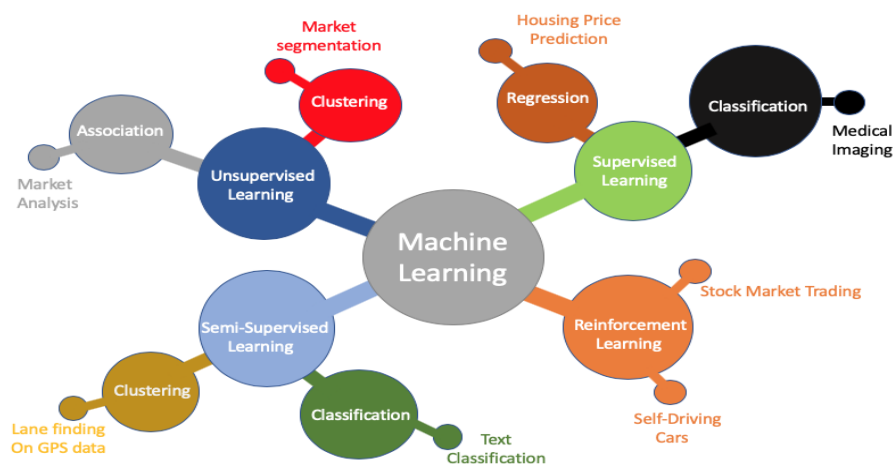 Market
segmentation
Clustering
Association
Market
Analysis
Unsupervised
Learning
Housing Price
Prediction
Regression
Classification
Medical
Imaging
Supervised
Learning
Machine
Learning
Semi-Supervised
Learning
Clustering
Lane finding
On GPS data
Classification
Text
Classification
Reinforcement
Learning
Stock Market Trading
Self-Driving
Cars